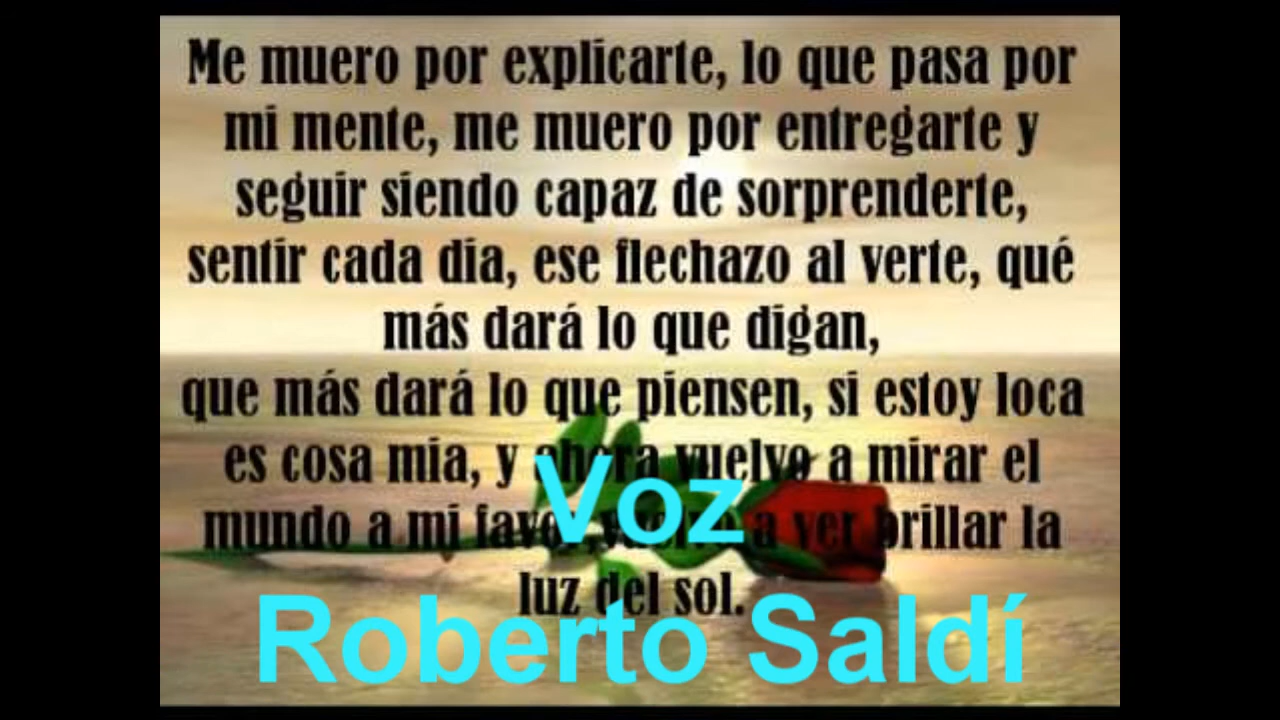 Me muero por explicarte, lo que pasa por
mi mente, me muero por entregarte y
seguir siendo capaz de sorprenderte,
sentir cada dia, ese flechazo al verte, qué
más dará lo que digan,
que más dará lo que piensen, si estoy loca
es cosa mia, y ahora vuelvo a mirar el
mundo a mi favor, vuelvo a ver brillar la
luz del sol.
Voz
Roberto Saldí